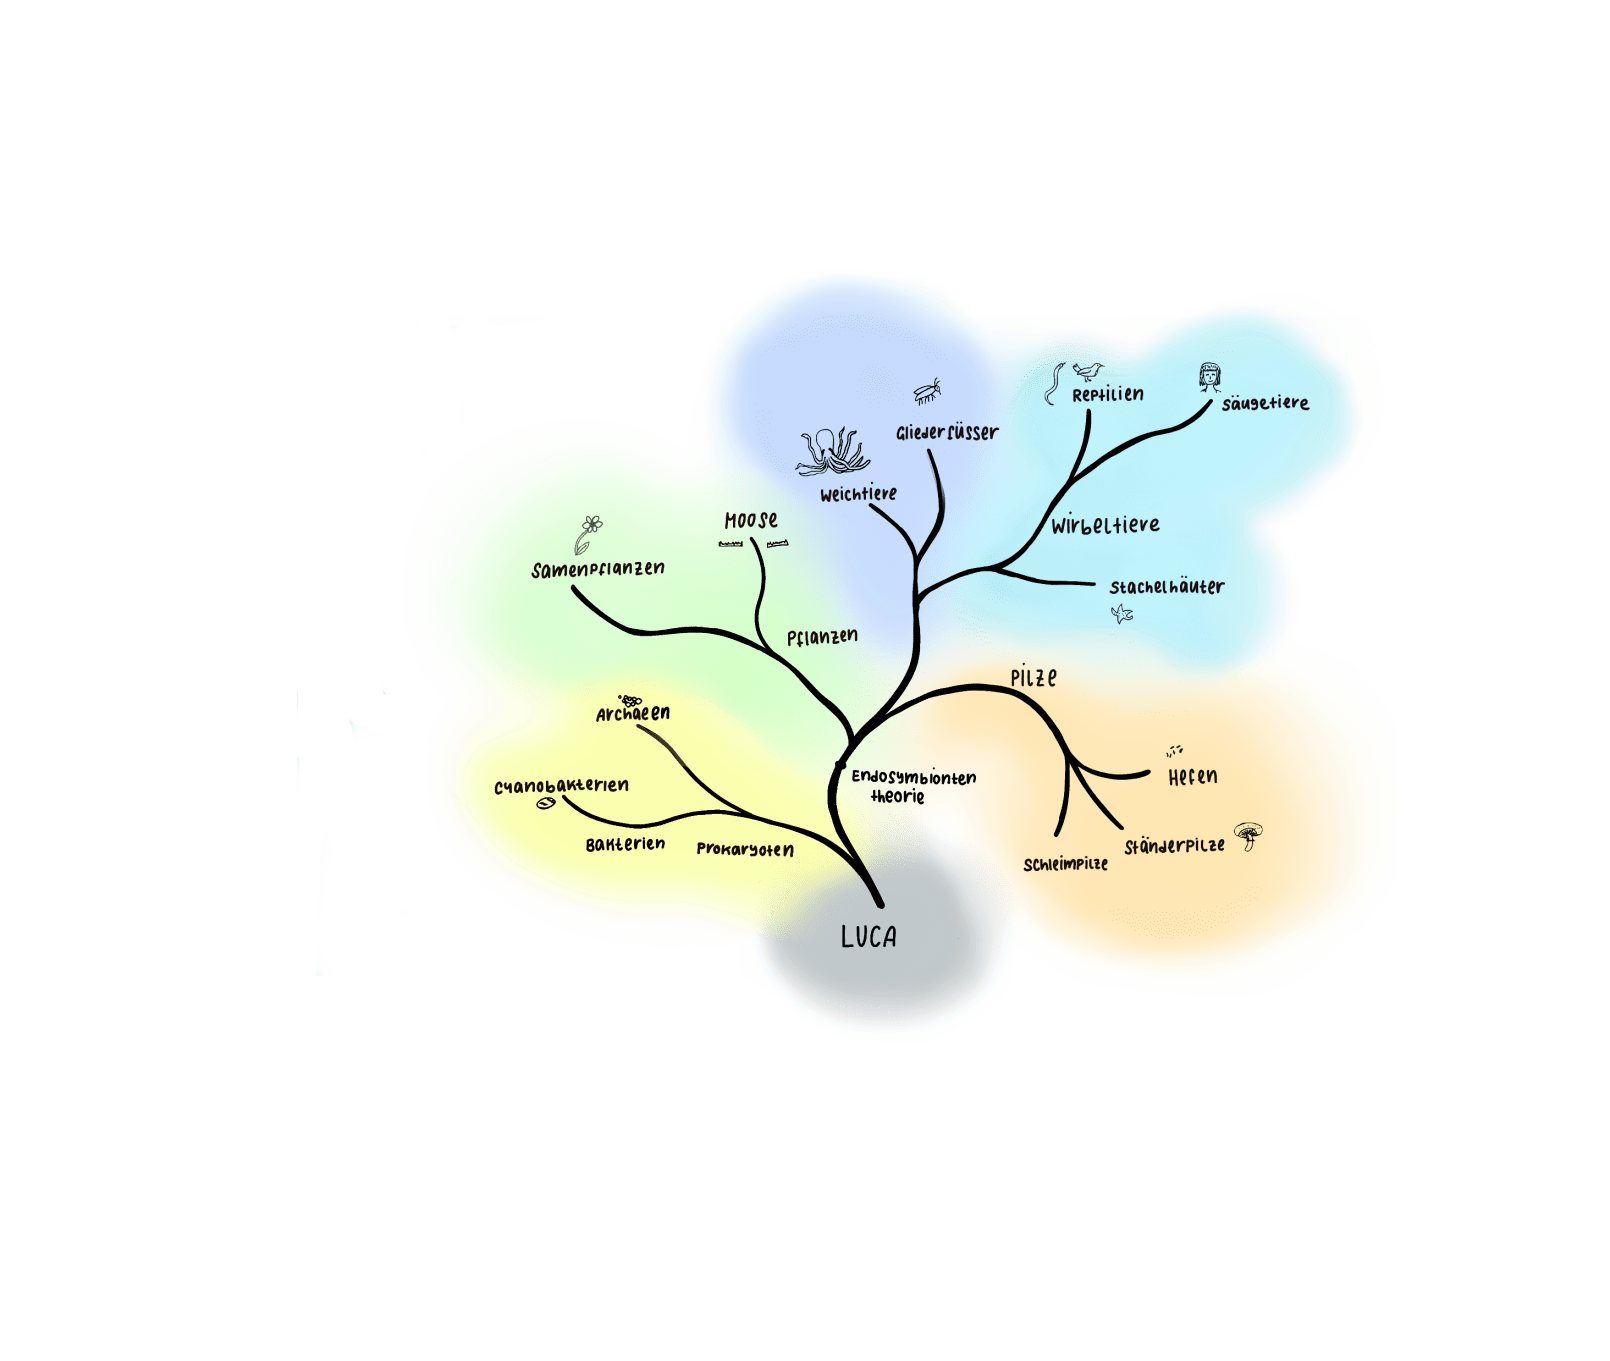 Reptilien
Säugetiere
Gliederfüsser
Weichtiere
Moose
Wirbeltiere
Samenpflanzen
Stachelhäuter
Pflanzen
Pilze
Archaeen
Endosymbionten
theorie
Hefen
Cyanobakterien
Bakterien
Prokaryoten
Ständerpilze
Schleimpilze
LUCA